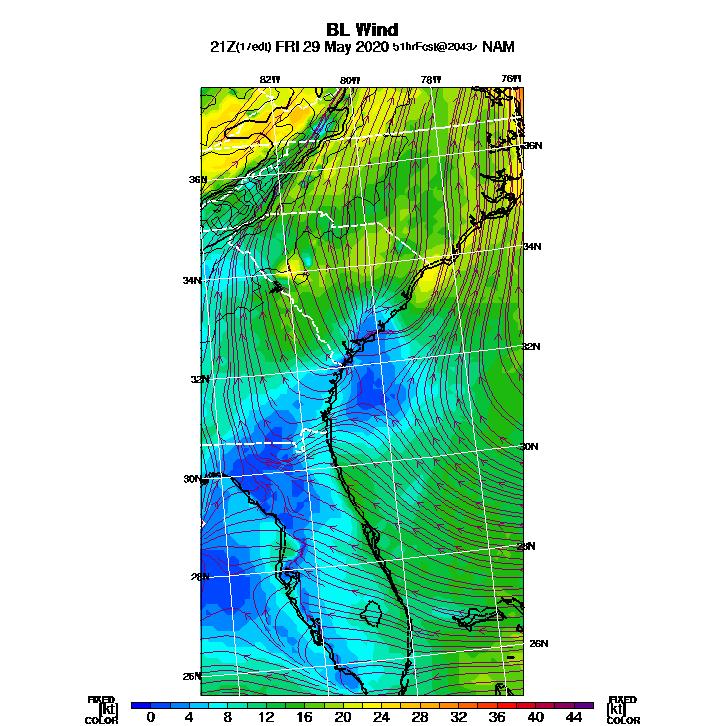 BL Wind
21Z(17edt) FRI 29 May 2020 51hrFcst@2043z NAM
82W 80W 78W 76W
36N
36N
34N
34N
32N
32N
30N
30N
28N
28N
26N
26N
FIXED [kt] COLOR
0 4 8 12 16 20 24 28 32 36 40 44
FIXED [kt] COLOR